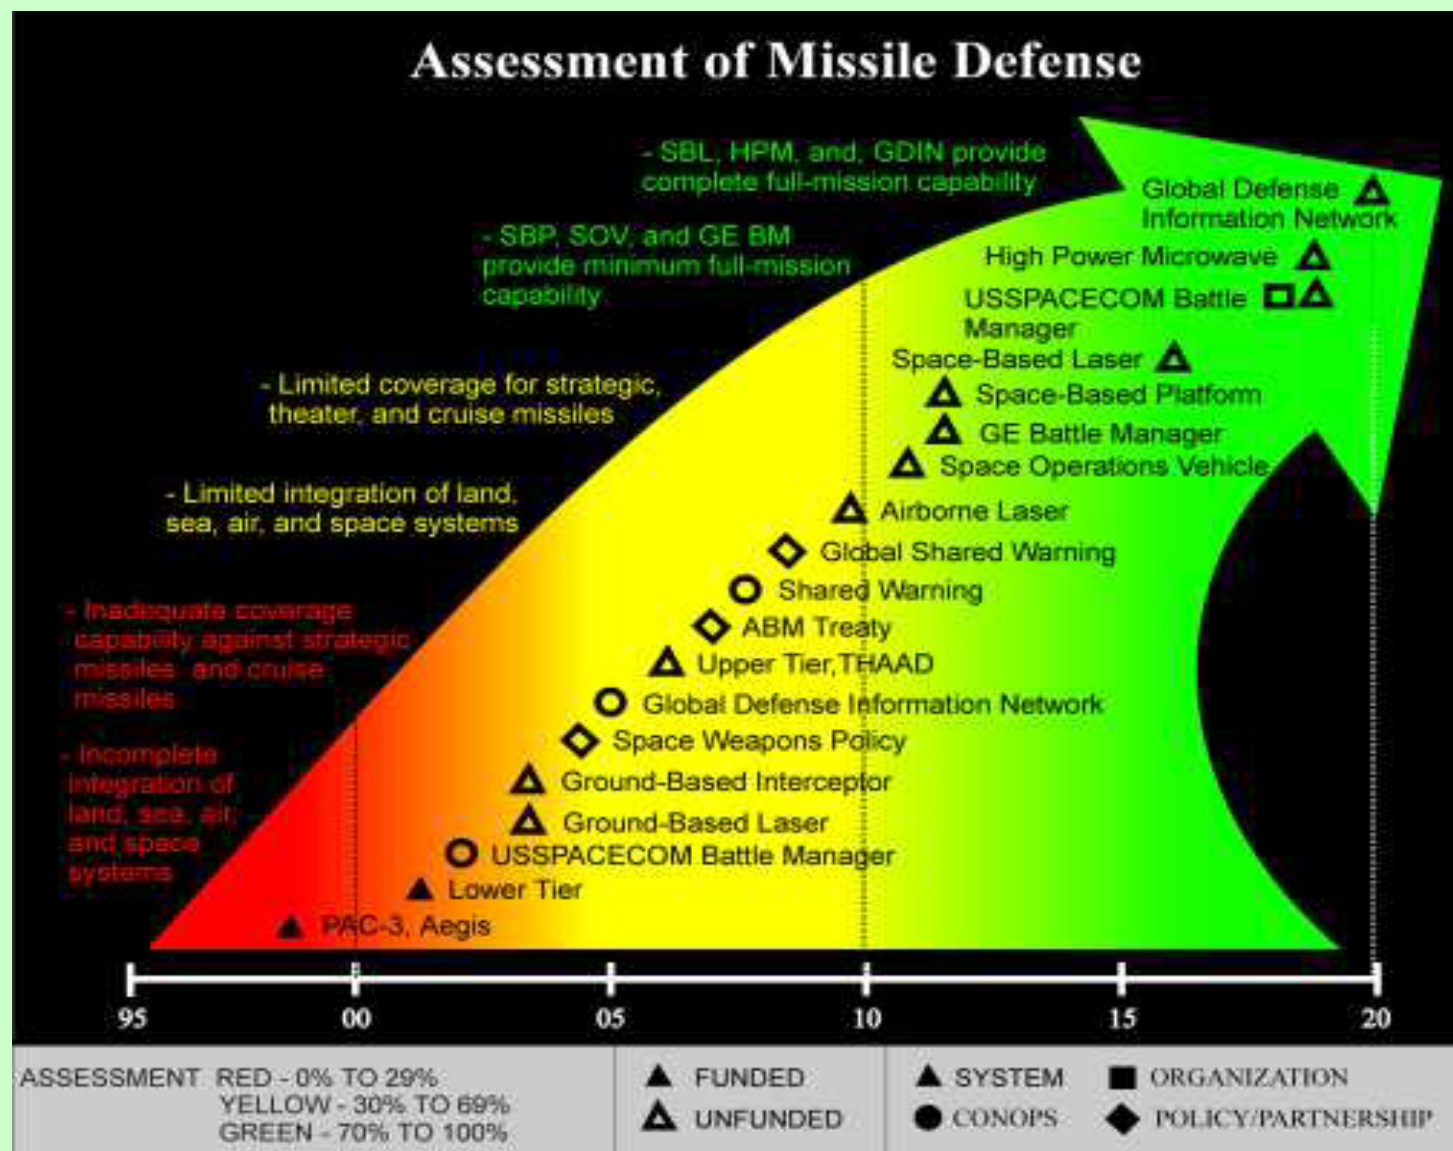 Assessment of Missile Defense
- SBL, HPM, and, GDIN provide
complete full-mission capability
- SBP, SOV, and GE BM
provide minimum full-mission
capability
- Limited coverage for strategic,
theater, and cruise missiles
- Limited integration of land,
sea, air, and space systems
- Inadequate coverage
capability against strategic
missiles and cruise
missiles
- Incomplete
integration of
land, sea, air,
and space
systems
Global Defense
Information Network
High Power Microwave
USSPACECOM Battle
Manager
Space-Based Laser
Space-Based Platform
GE Battle Manager
Space Operations Vehicle
Airborne Laser
Global Shared Warning
Shared Warning
ABM Treaty
Upper Tier,THAAD
Global Defense Information Network
Space Weapons Policy
Ground-Based Interceptor
Ground-Based Laser
USSPACECOM Battle Manager
Lower Tier
PAC-3, Aegis
95 00 05 10 15 20
ASSESSMENT RED - 0% TO 29%
YELLOW - 30% TO 69%
GREEN - 70% TO 100%
FUNDED
UNFUNDED
SYSTEM
CONOPS
ORGANIZATION
POLICY/PARTNERSHIP